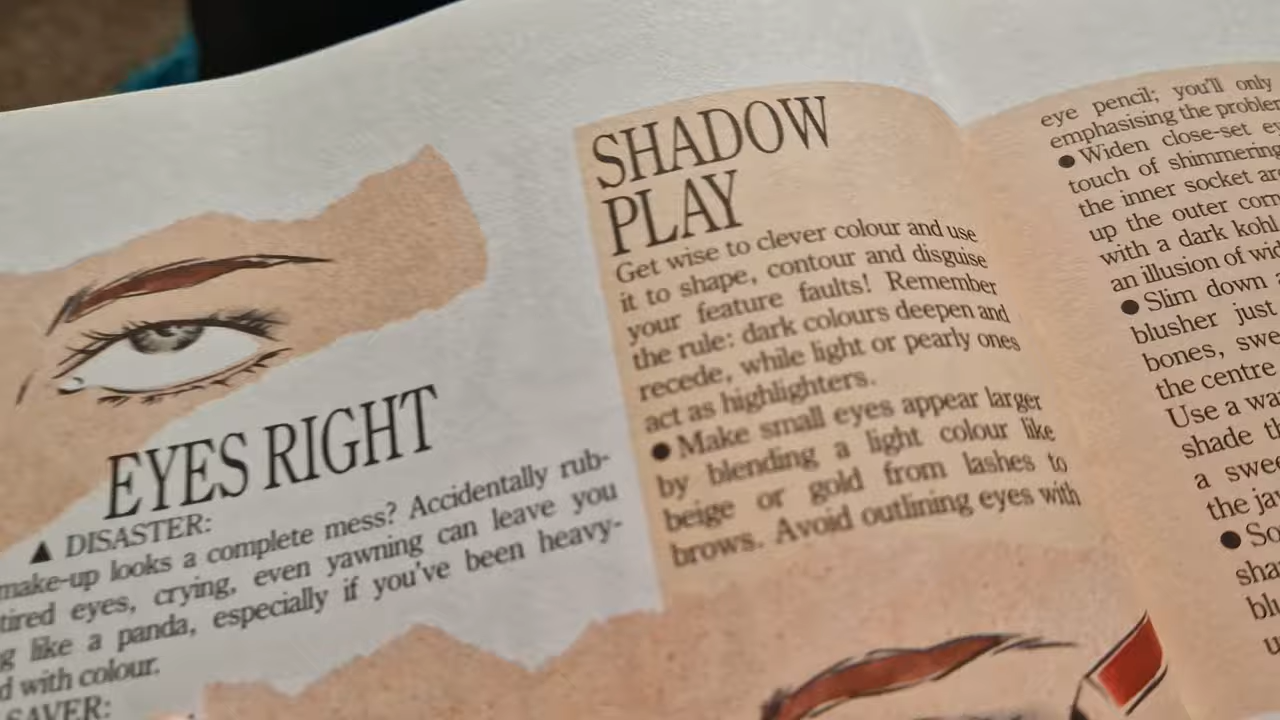 EYES RIGHT
▲ DISASTER:
make-up looks a complete mess? Accidentally rub-
tired eyes, crying, even yawning can leave you
like a panda, especially if you've been heavy-
with colour.
SAVER:
SHADOW
PLAY
Get wise to clever colour and use
it to shape, contour and disguise
your feature faults! Remember
the rule: dark colours deepen and
recede, while light or pearly ones
act as highlighters.
● Make small eyes appear larger
by blending a light colour like
beige or gold from lashes to
brows. Avoid outlining eyes with
eye pencil; you'll only
emphasising the
● Widen close-set
touch of shimmering
the inner socket
up the outer
with a dark kohl
an illusion of
● Slim down
blusher just
bones,
the centre
Use a
shade
a
the
●